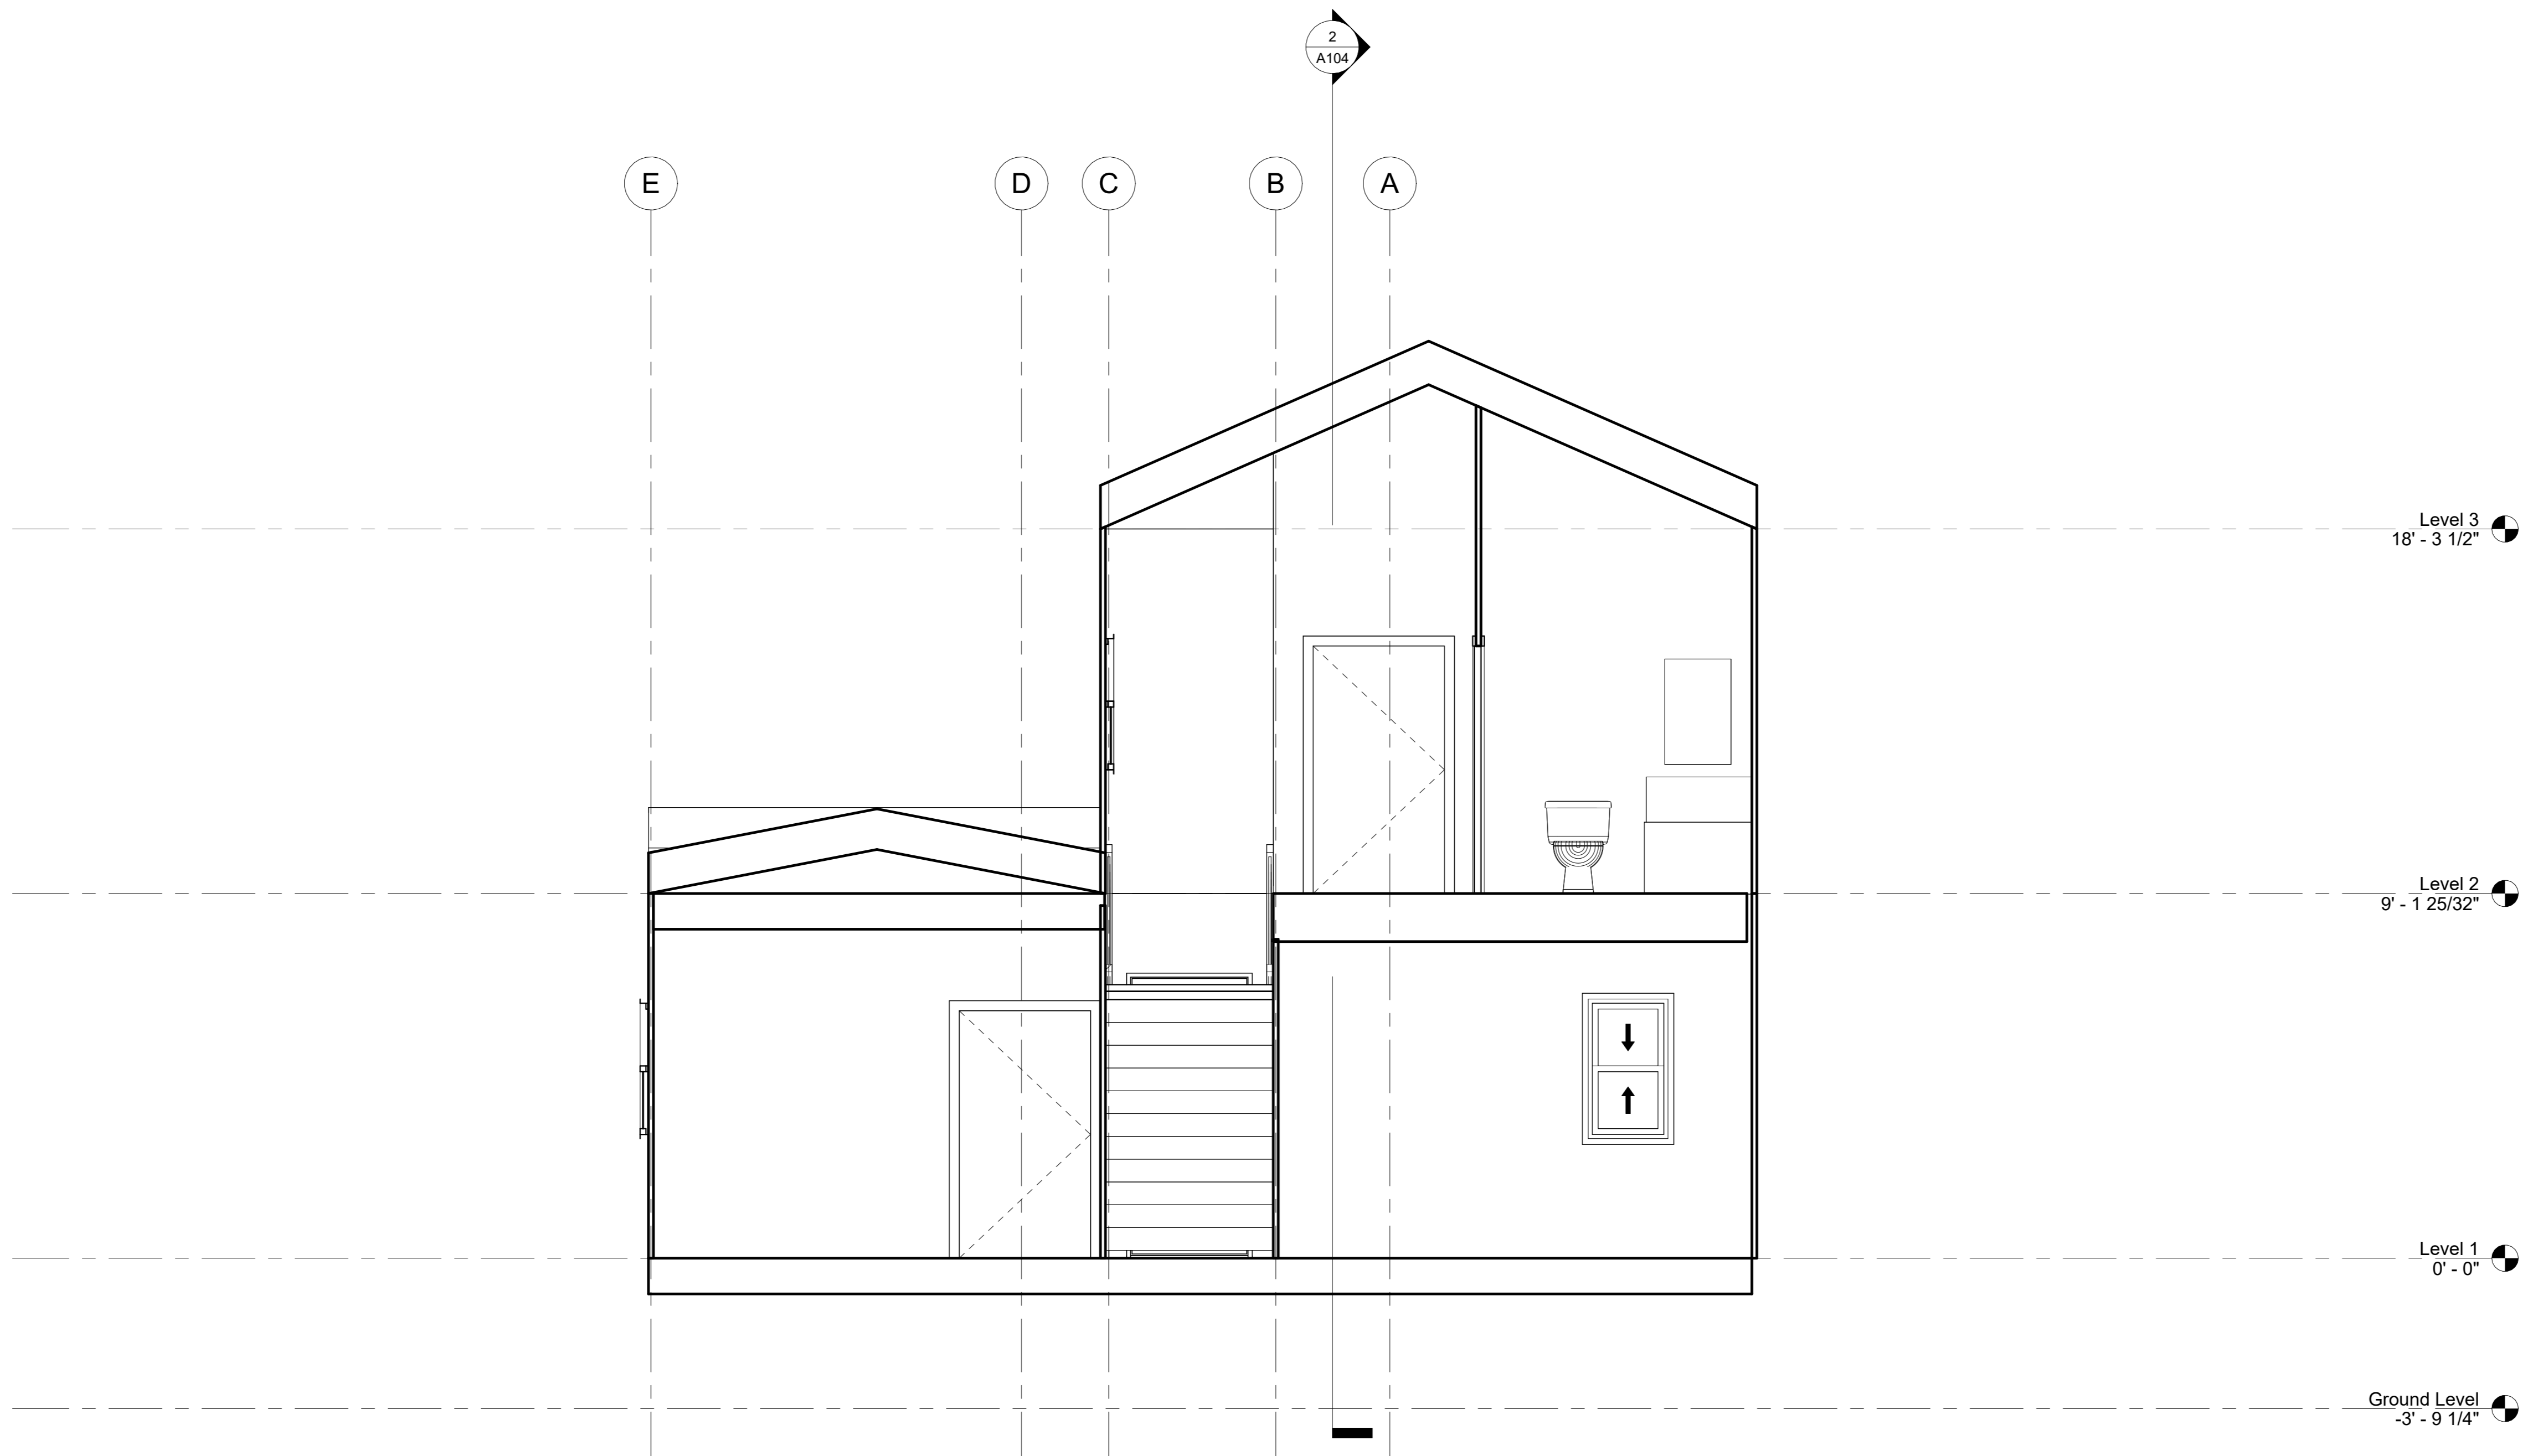 2
A104
E
D
C
B
A
Level 3
18' - 3 1/2"
Level 2
9' - 1 25/32"
Level 1
0' - 0"
Ground Level
-3' - 9 1/4"